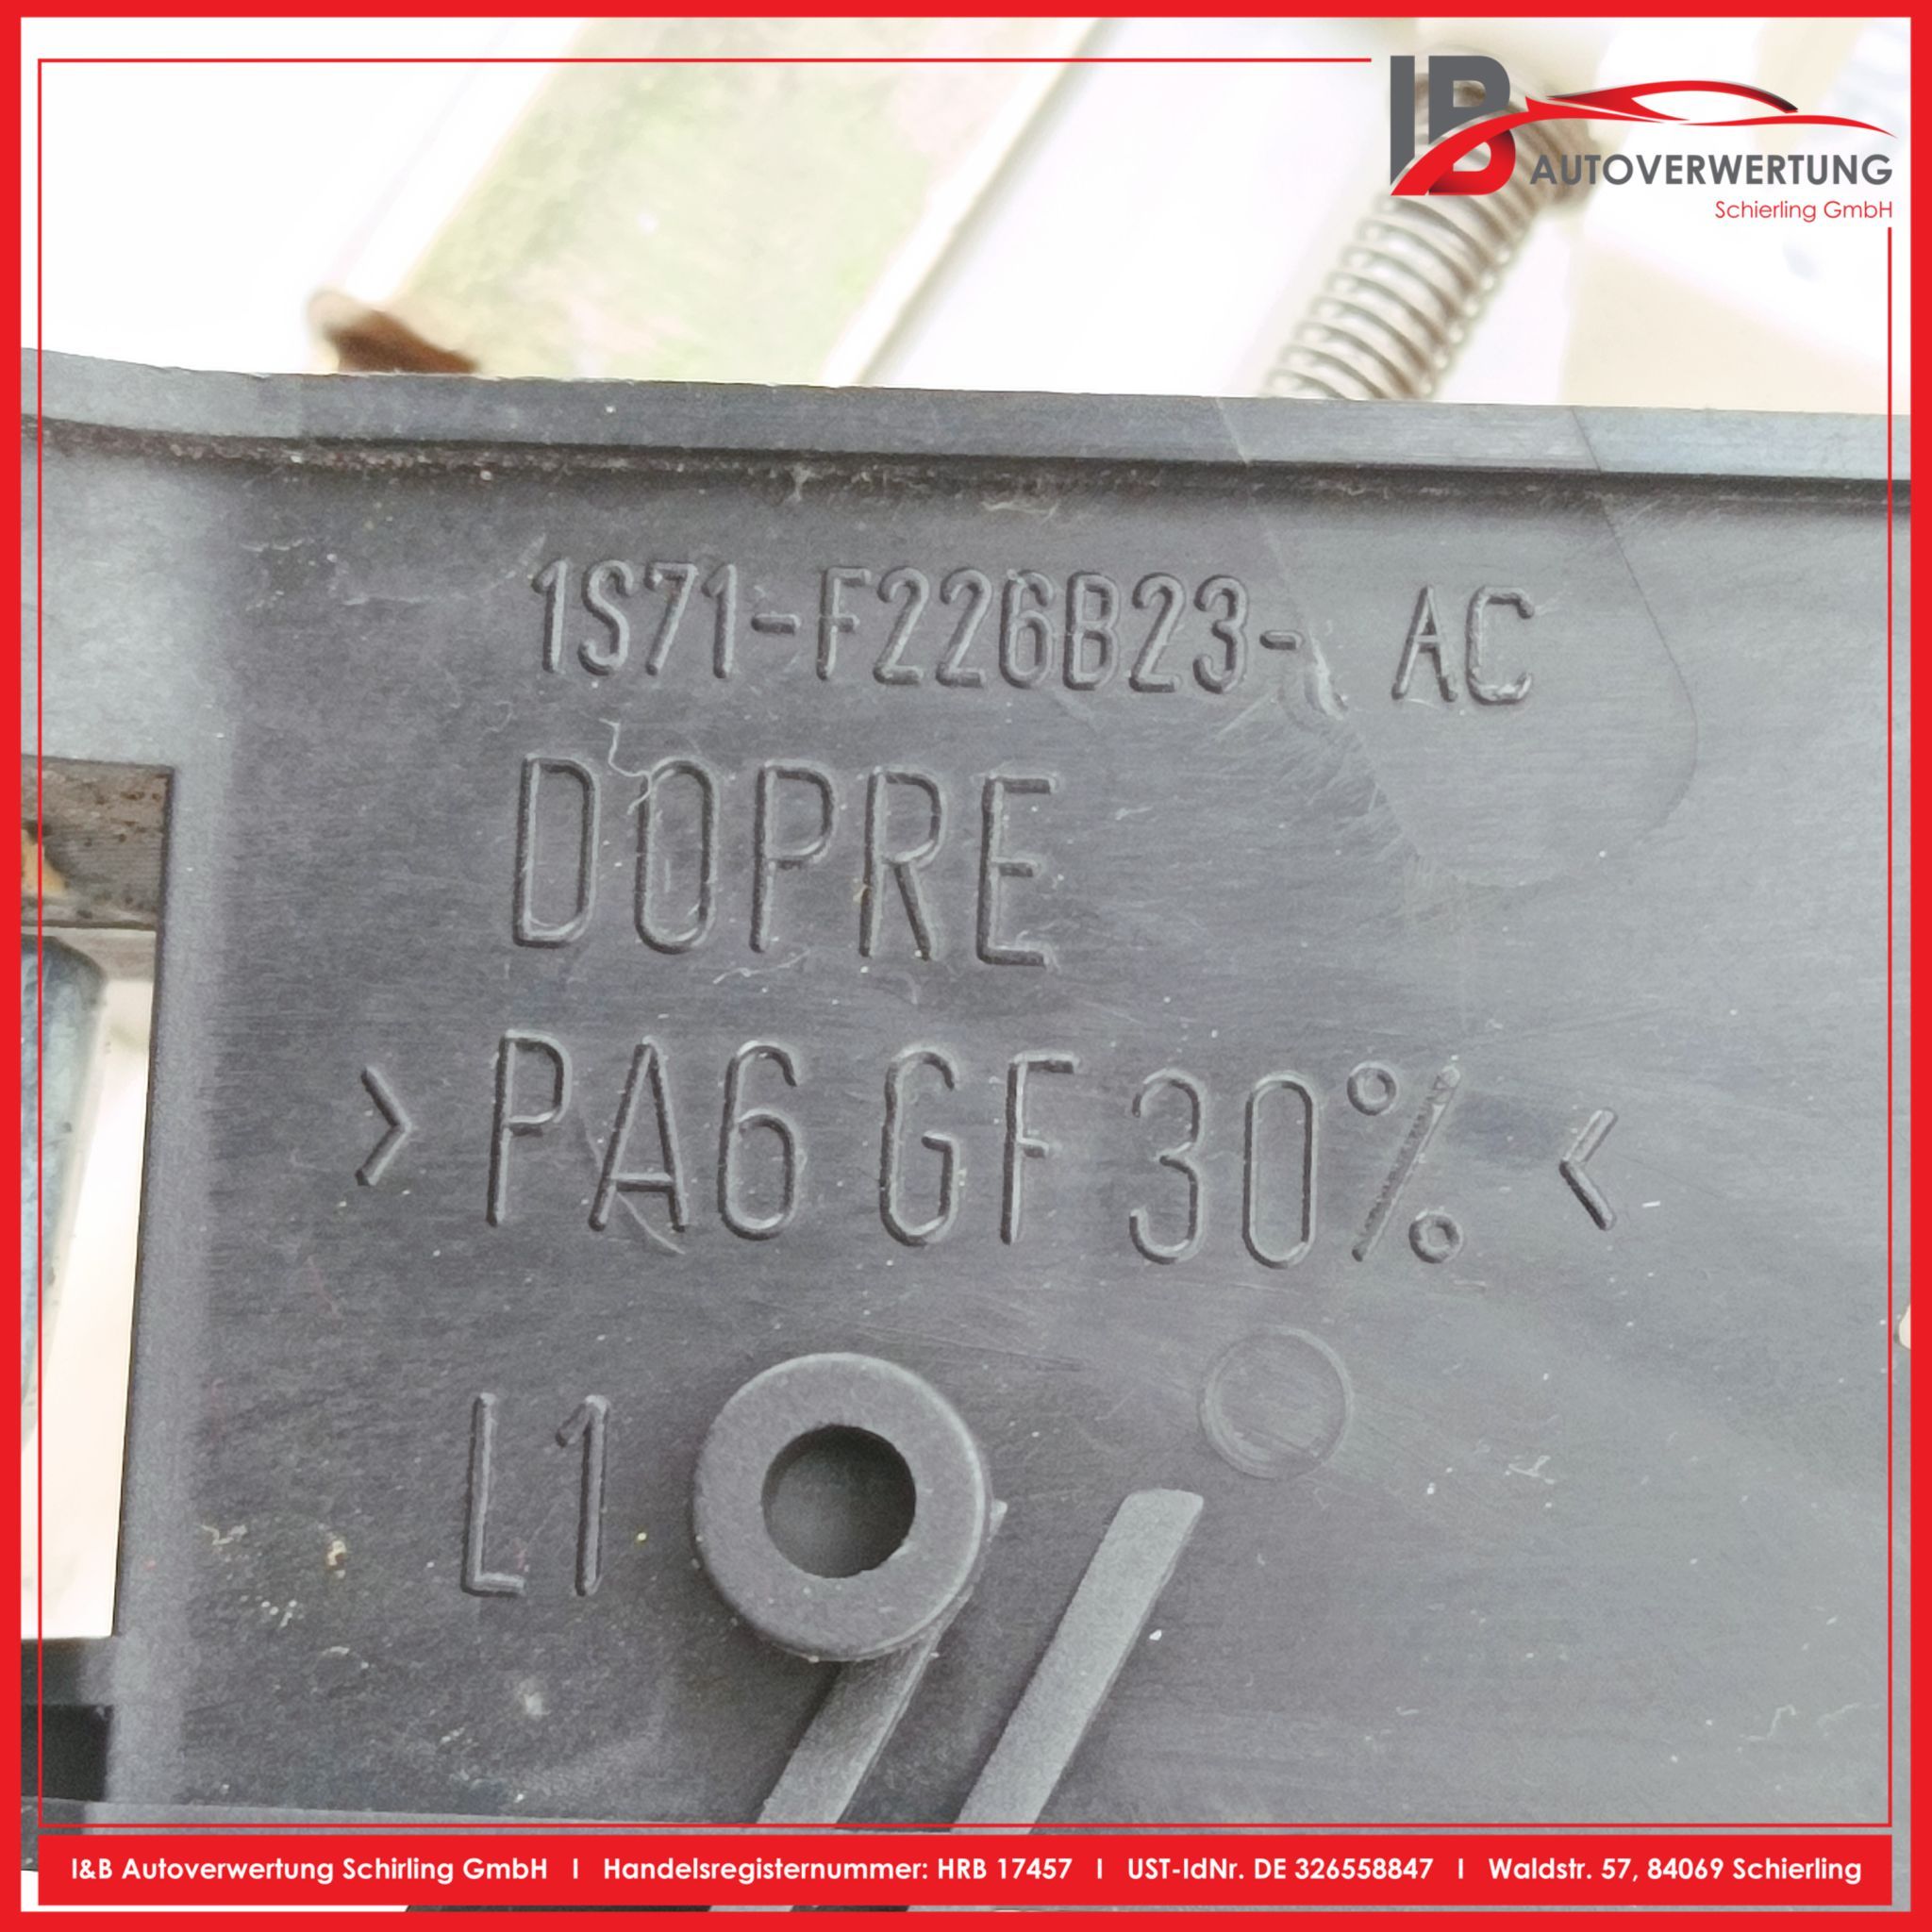 IB AUTOVERWERTUNG
Schierling GmbH
1S71-F226B23- AC
DOPRE
> PA6 GF 30% <
L1
I&B Autoverwertung Schirling GmbH I Handelsregisternummer: HRB 17457 I UST-IdNr. DE 326558847 I Waldstr. 57, 84069 Schierling